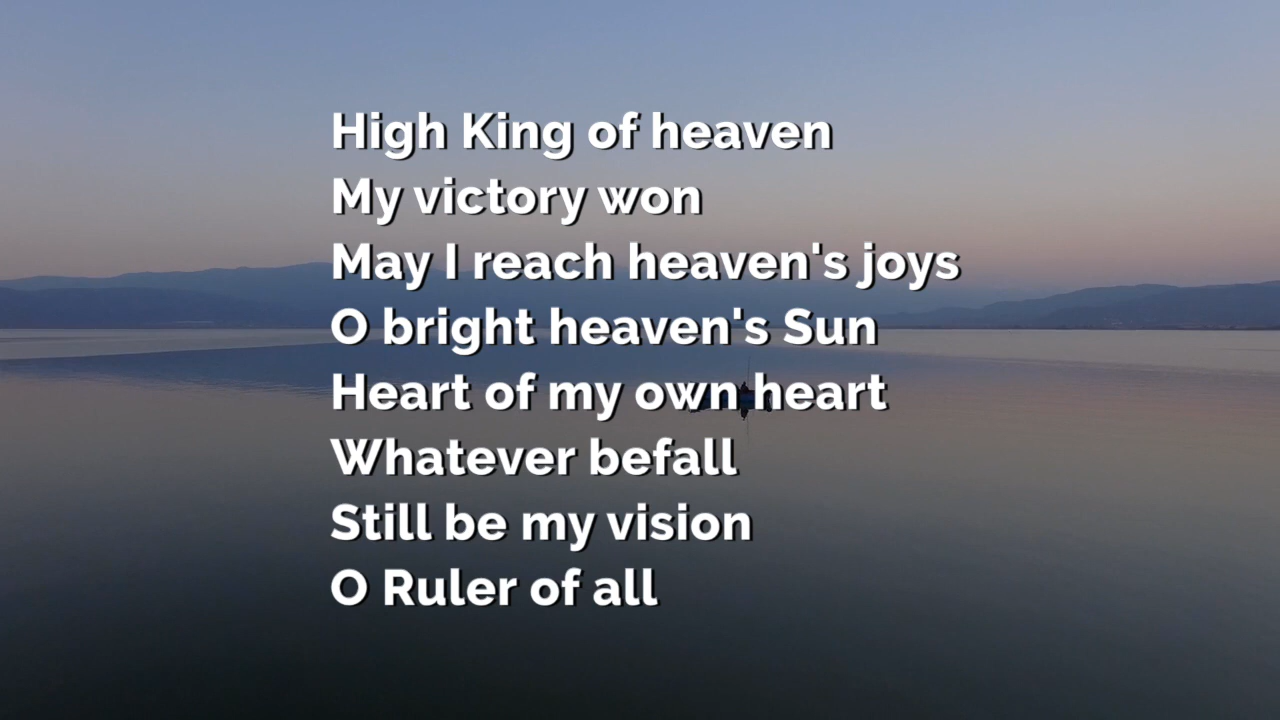 High King of heaven
My victory won
May I reach heaven's joys
O bright heaven's Sun
Heart of my own heart
Whatever befall
Still be my vision
O Ruler of all